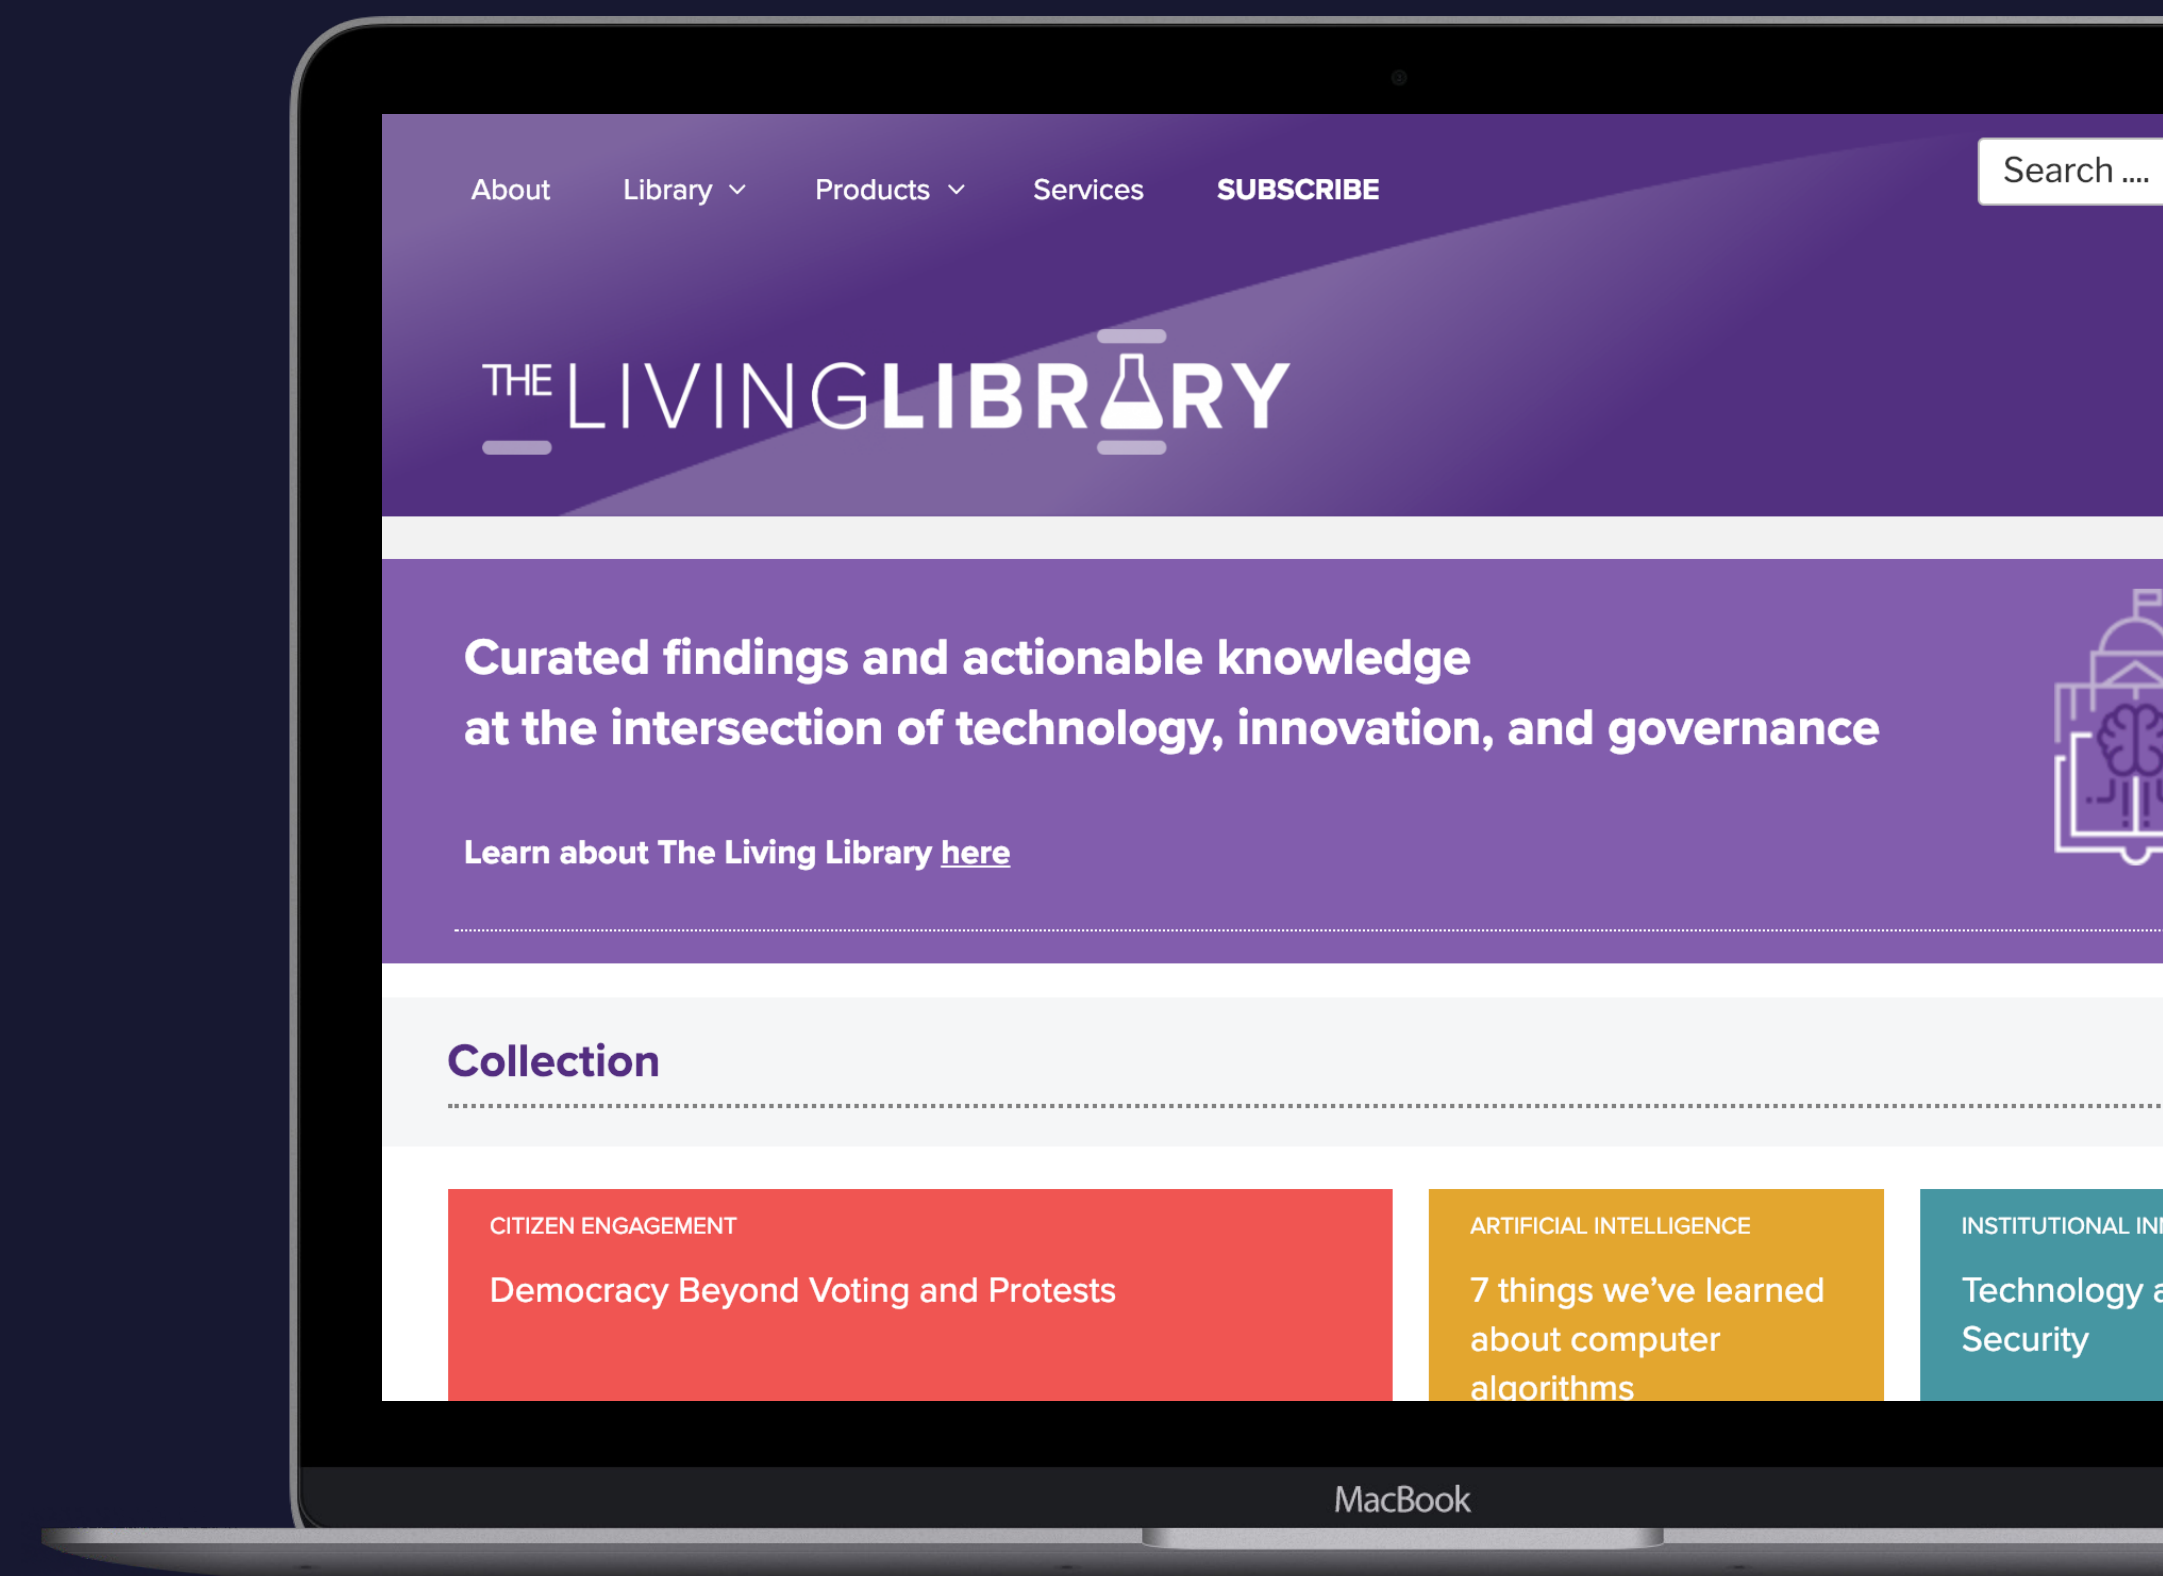 About Library Products Services SUBSCRIBE Search ....
THE LIVINGLIBRARY
Curated findings and actionable knowledge
at the intersection of technology, innovation, and governance
Learn about The Living Library here
Collection
CITIZEN ENGAGEMENT
Democracy Beyond Voting and Protests
ARTIFICIAL INTELLIGENCE
7 things we've learned
about computer
algorithms
INSTITUTIONAL
Technology
Security
MacBook